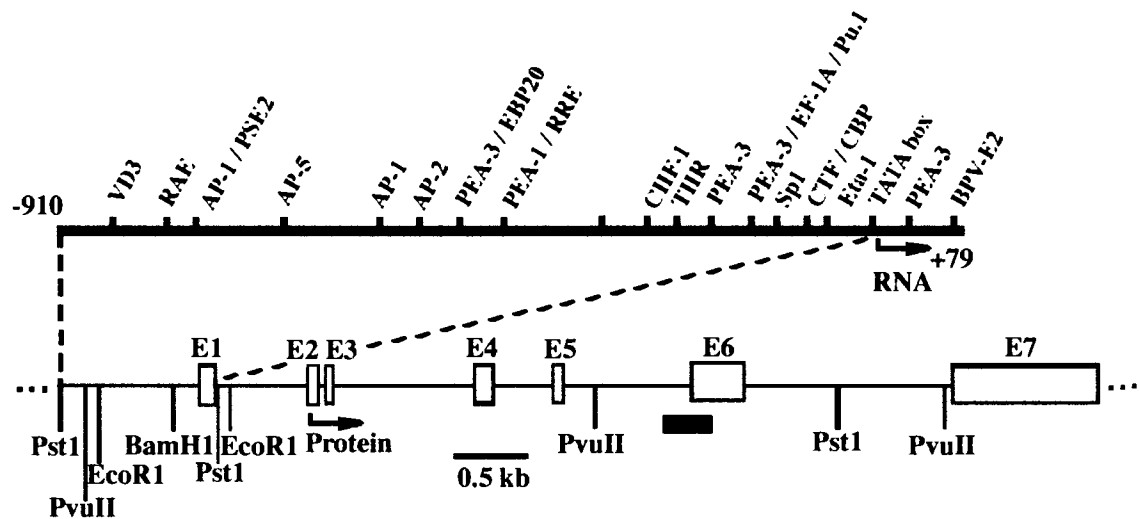 VD3
RAE
AP-1 / PSE2
AP-5
AP-1
AP-2
PEA-3 / EBP20
PEA-1 / RRE
CIIF-1
TIIR
PEA-3
PEA-3 / EF-1A / Pu.1
Sp1
CTF / CBP
Eta-1
TATA box
PEA-3
BPV-E2
-910
+79
RNA
E1
E2
E3
E4
E5
E6
E7
...
...
Pst1
PvuII
EcoR1
BamH1
Pst1
EcoR1
Protein
0.5 kb
PvuII
Pst1
PvuII